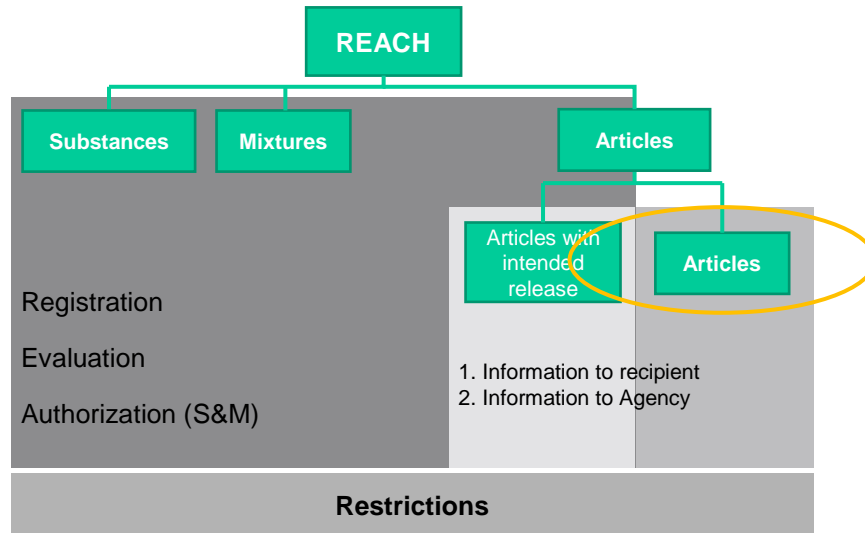 REACH
Substances
Mixtures
Articles
Articles with
intended
release
Articles
Registration
Evaluation
Authorization (S&M)
1. Information to recipient
2. Information to Agency
Restrictions